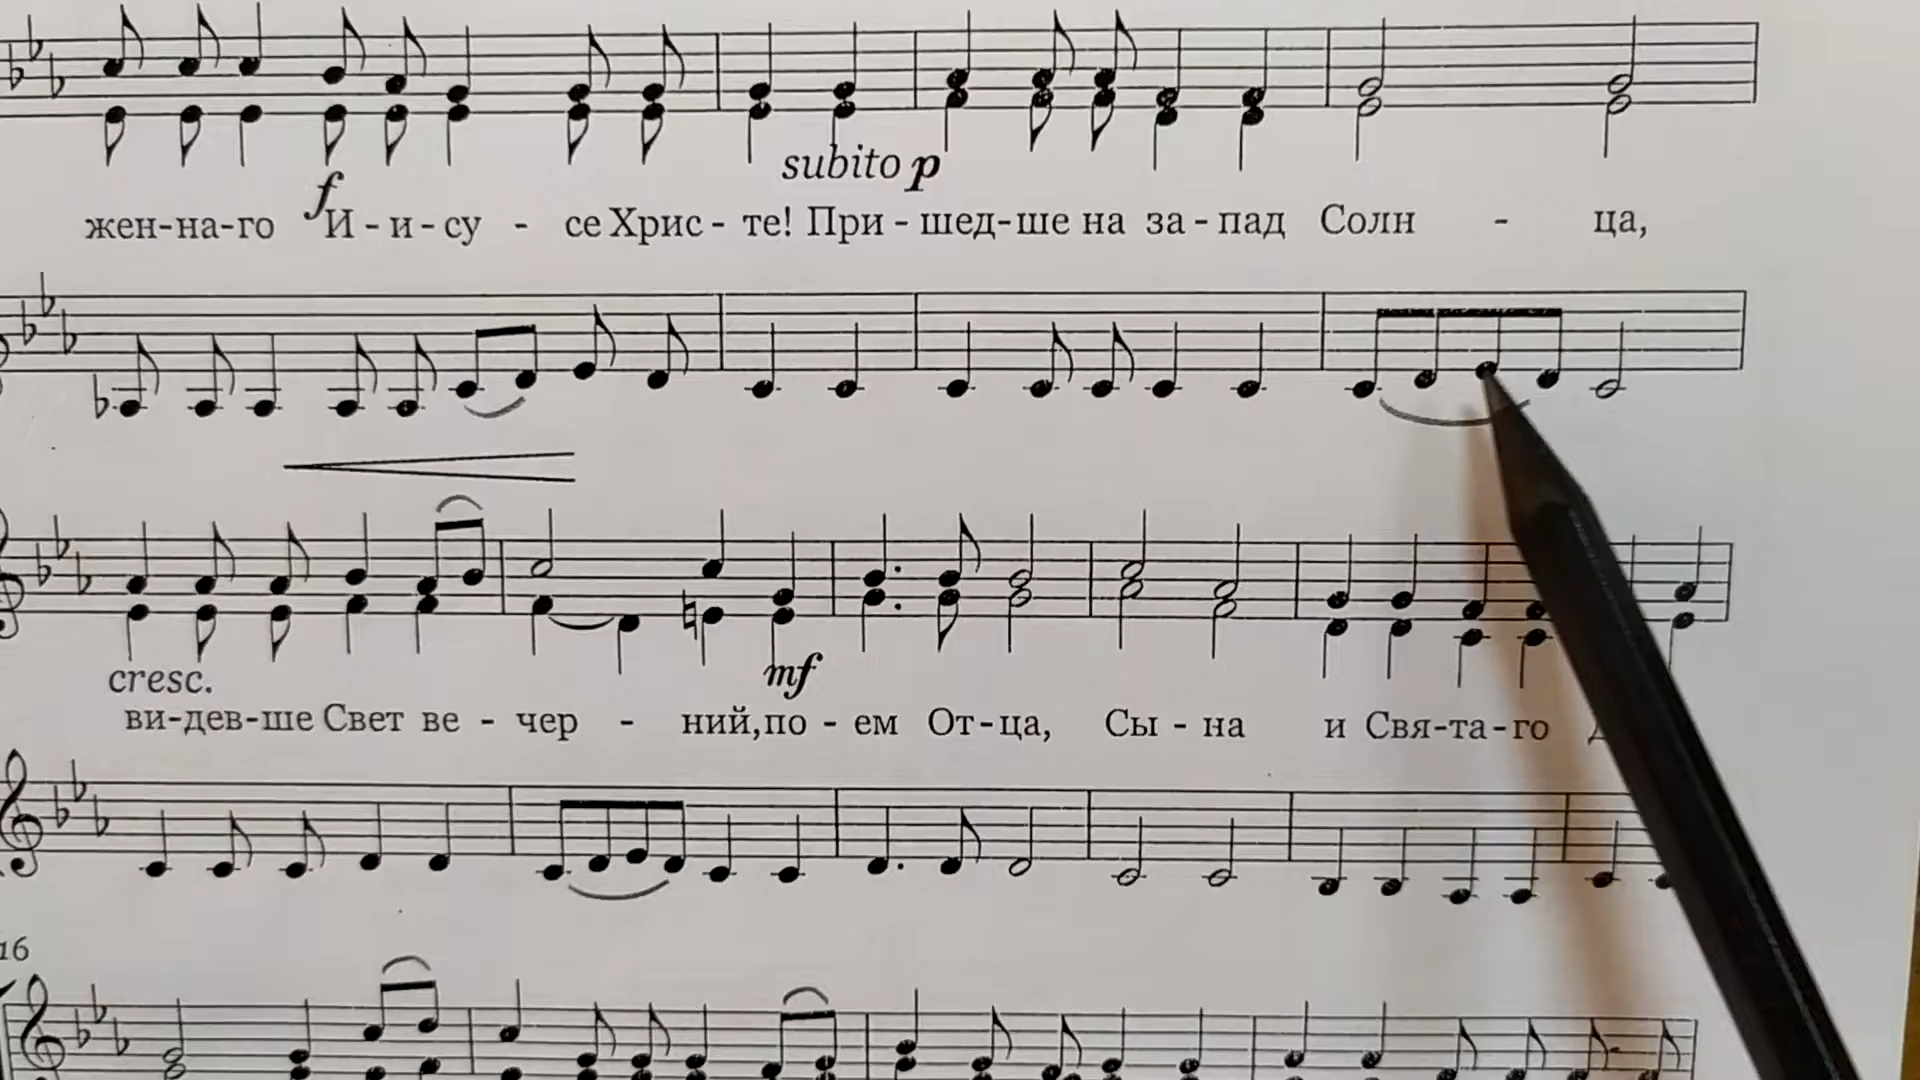 subito p
f
жен-на-го И-и-су - се Хрис-те! При-шед-ше на за-пад Солн - ца,
cresc.
mf
ви-дев-ше Свет ве-чер - ний, по-ем От-ца, Сы-на и Свя-та-го
16